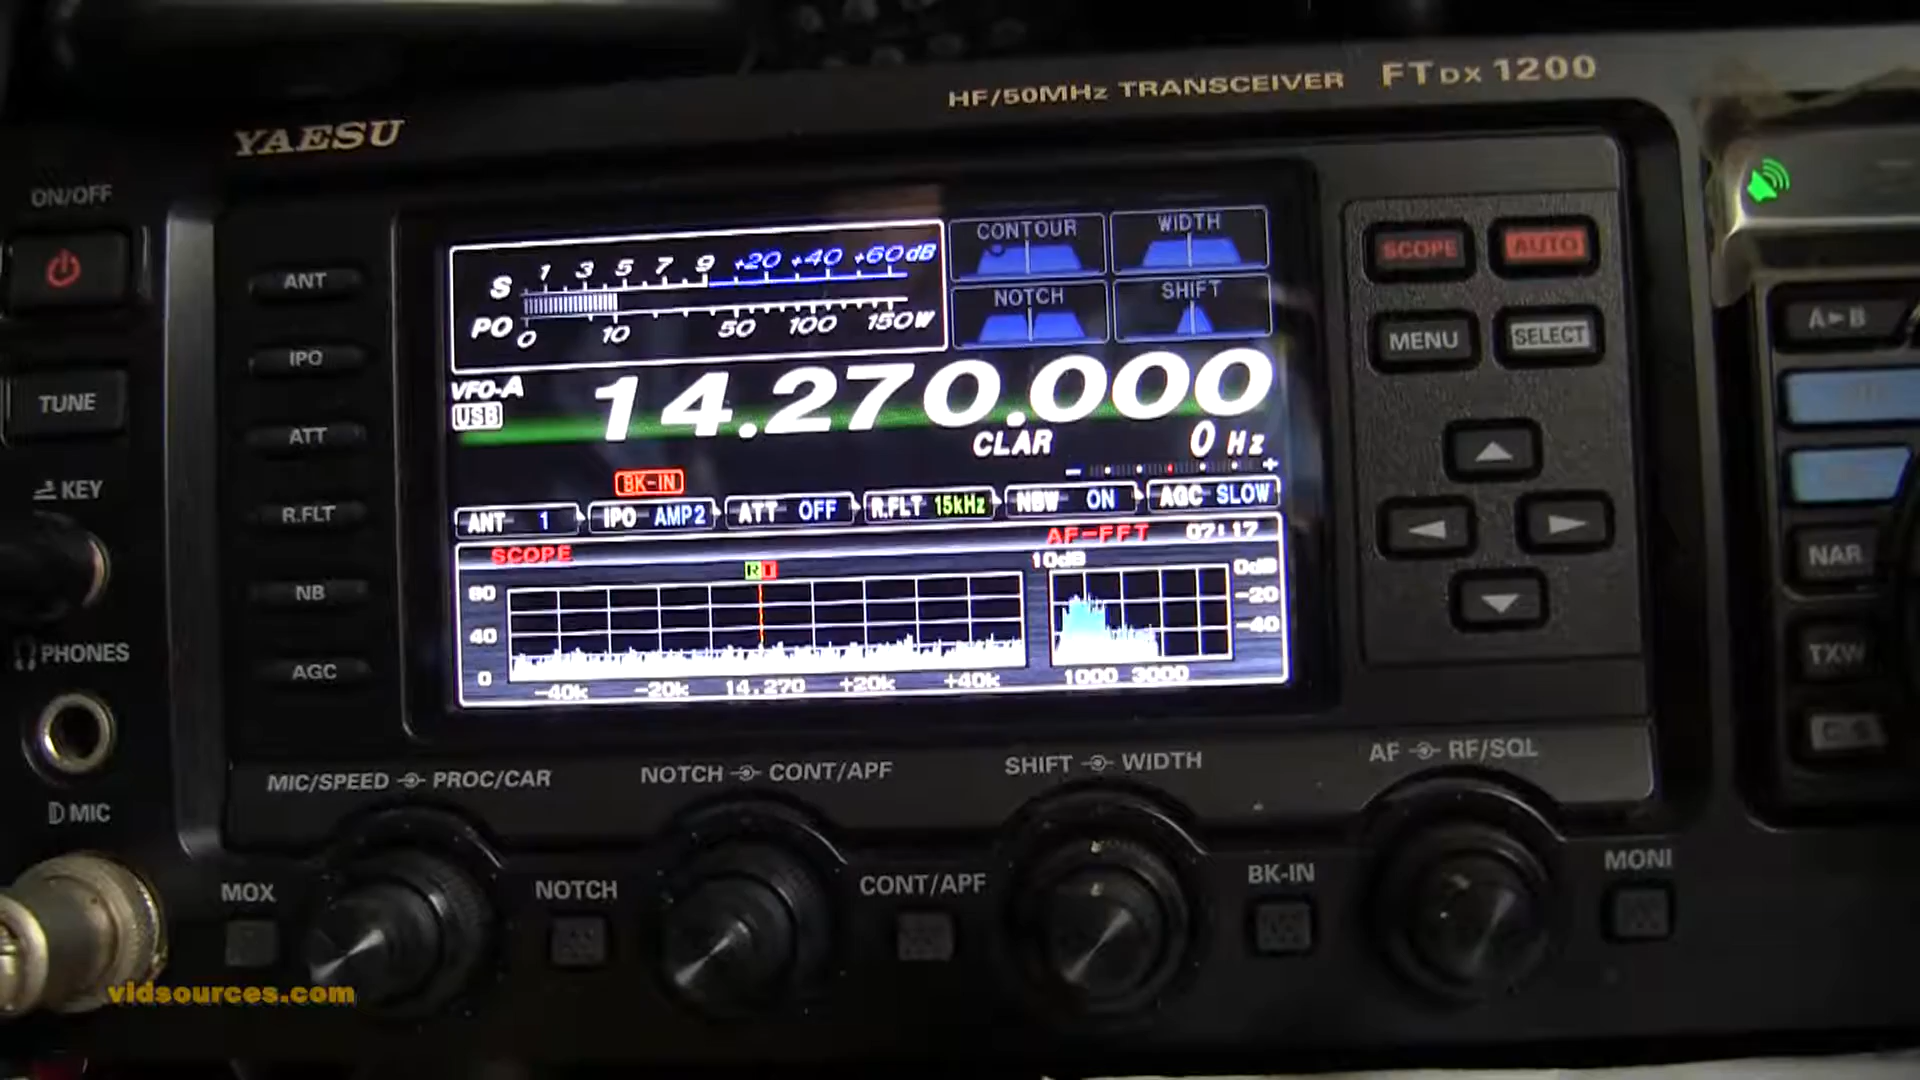 HF/50MHz TRANSCEIVER FTDX 1200
YAESU
ON/OFF
TUNE
KEY
PHONES
MIC
ANT
IPO
ATT
R.FLT
NB
AGC
S 1 3 5 7 9 +20 +40 +60dB
PO 0 10 50 100 150W
CONTOUR WIDTH
NOTCH SHIFT
VFO-A
USB
14.270.000
CLAR 0 Hz
BK-IN
- +
ANT 1 IPO AMP2 ATT OFF R.FLT 15kHz NBW ON AGC SLOW
SCOPE AF-FFT 07:17
R T
10dB 0dB
80
-20
40
-40
0
-40k -20k 14,270 +20k +40k 1000 3000
SCOPE AUTO
MENU SELECT
A▶B
NAR
TXW
MIC/SPEED PROC/CAR
NOTCH CONT/APF
SHIFT WIDTH
AF RF/SQL
MOX
NOTCH
CONT/APF
BK-IN
MONI
vidsources.com